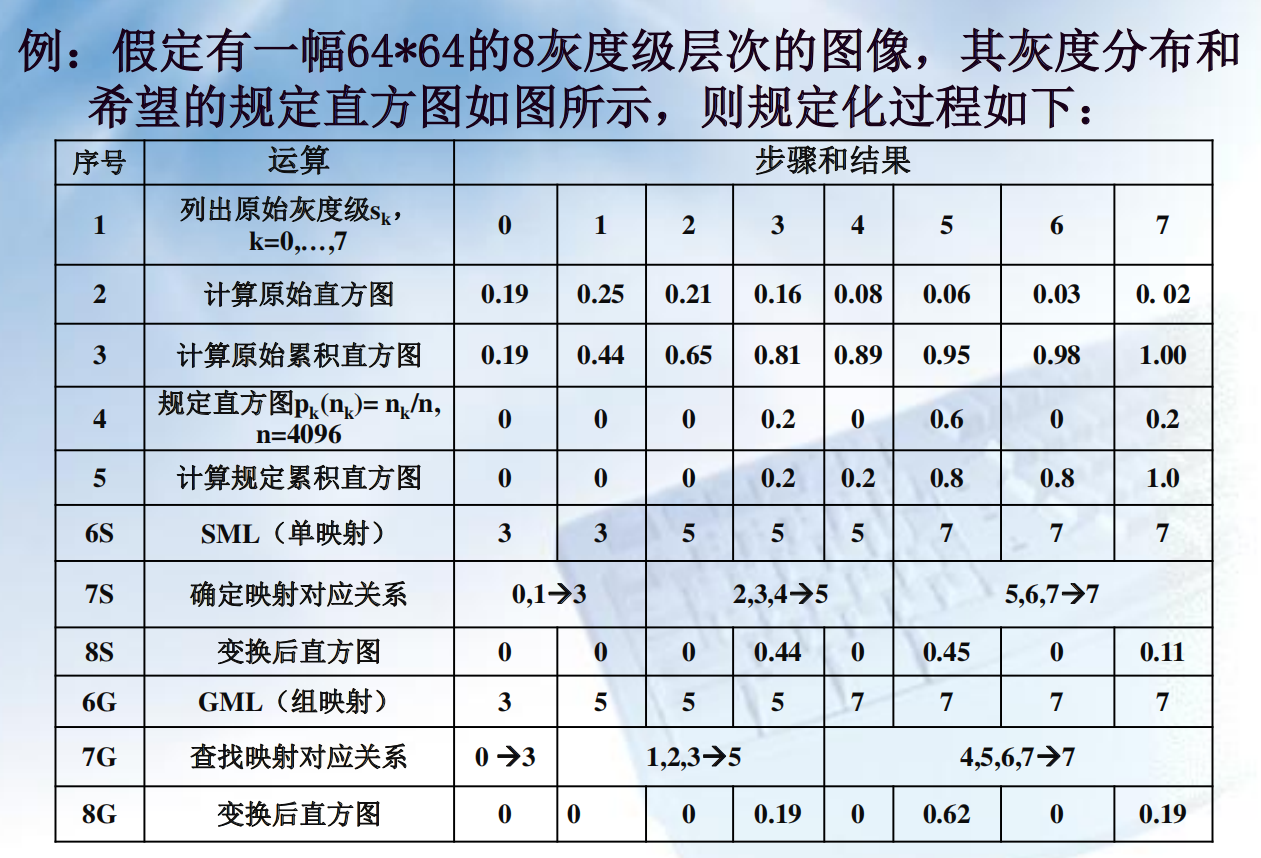 例：假定有一幅64*64的8灰度级层次的图像，其灰度分布和
希望的规定直方图如图所示，则规定化过程如下：
序号 运算 步骤和结果
1 列出原始灰度级sk， 0 1 2 3 4 5 6 7
k=0,…,7
2 计算原始直方图 0.19 0.25 0.21 0.16 0.08 0.06 0.03 0. 02
3 计算原始累积直方图 0.19 0.44 0.65 0.81 0.89 0.95 0.98 1.00
4 规定直方图pk(nk)= nk/n, 0 0 0 0.2 0 0.6 0 0.2
n=4096
5 计算规定累积直方图 0 0 0 0.2 0.2 0.8 0.8 1.0
6S SML（单映射） 3 3 5 5 5 7 7 7
7S 确定映射对应关系 0,1→3 2,3,4→5 5,6,7→7
8S 变换后直方图 0 0 0 0.44 0 0.45 0 0.11
6G GML（组映射） 3 5 5 5 7 7 7 7
7G 查找映射对应关系 0 →3 1,2,3→5 4,5,6,7→7
8G 变换后直方图 0 0 0 0.19 0 0.62 0 0.19